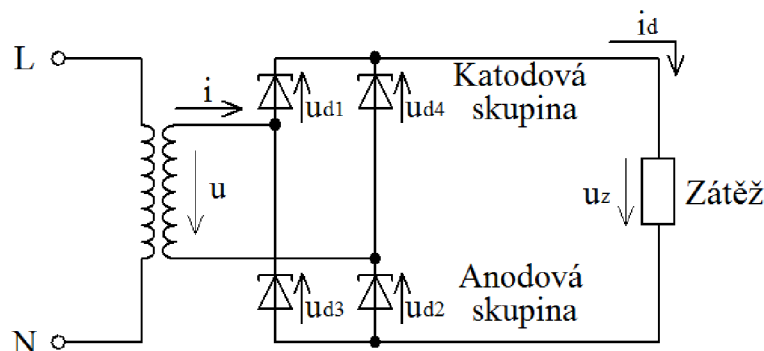 L
N
i
u
ud1
ud4
Katodová
skupina
id
uz
Zátěž
ud3
ud2
Anodová
skupina